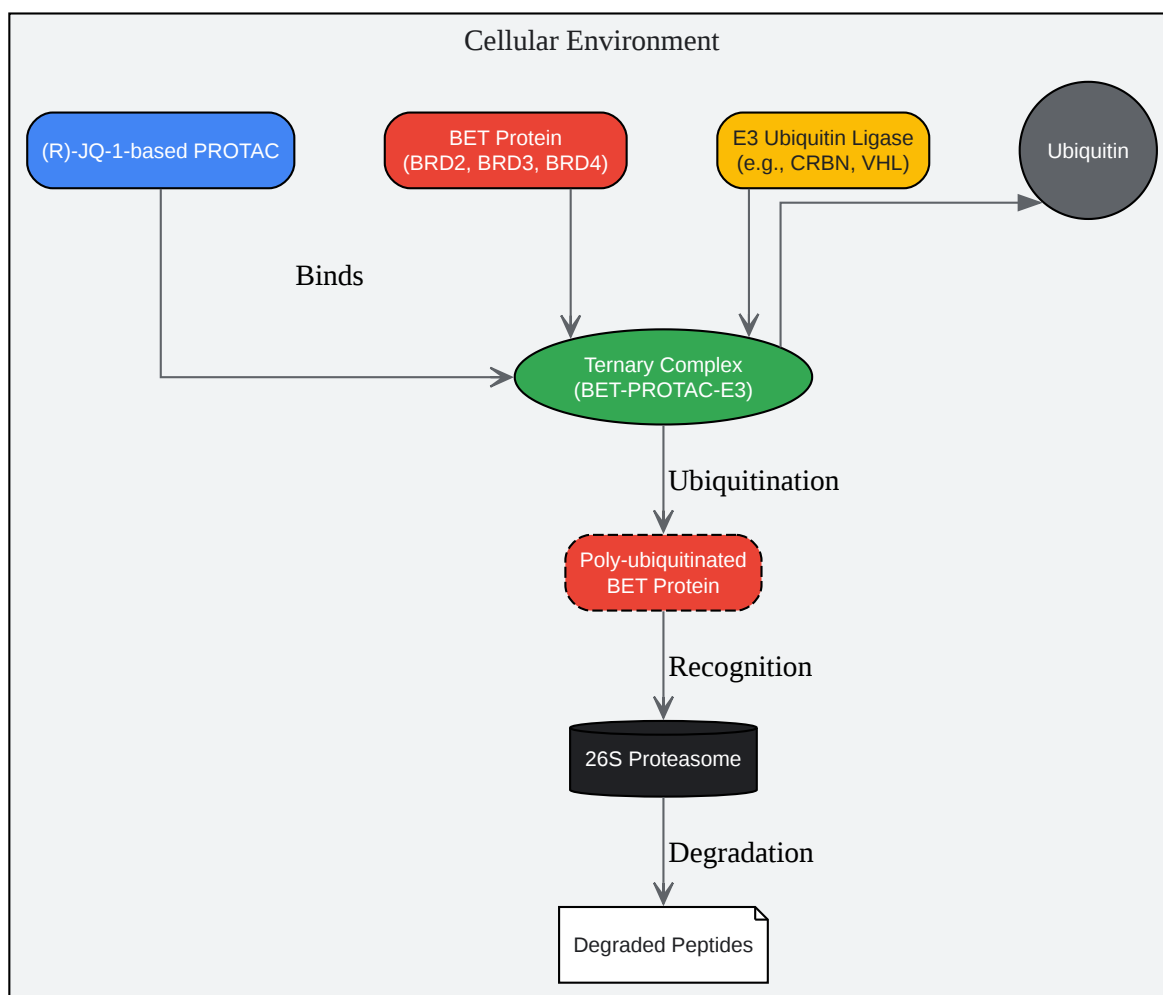 Cellular Environment
(R)-JQ-1-based PROTAC
BET Protein
(BRD2, BRD3, BRD4)
E3 Ubiquitin Ligase
(e.g., CRBN, VHL)
Ubiquitin
Binds
Ternary Complex
(BET-PROTAC-E3)
Ubiquitination
Poly-ubiquitinated
BET Protein
Recognition
26S Proteasome
Degradation
Degraded Peptides